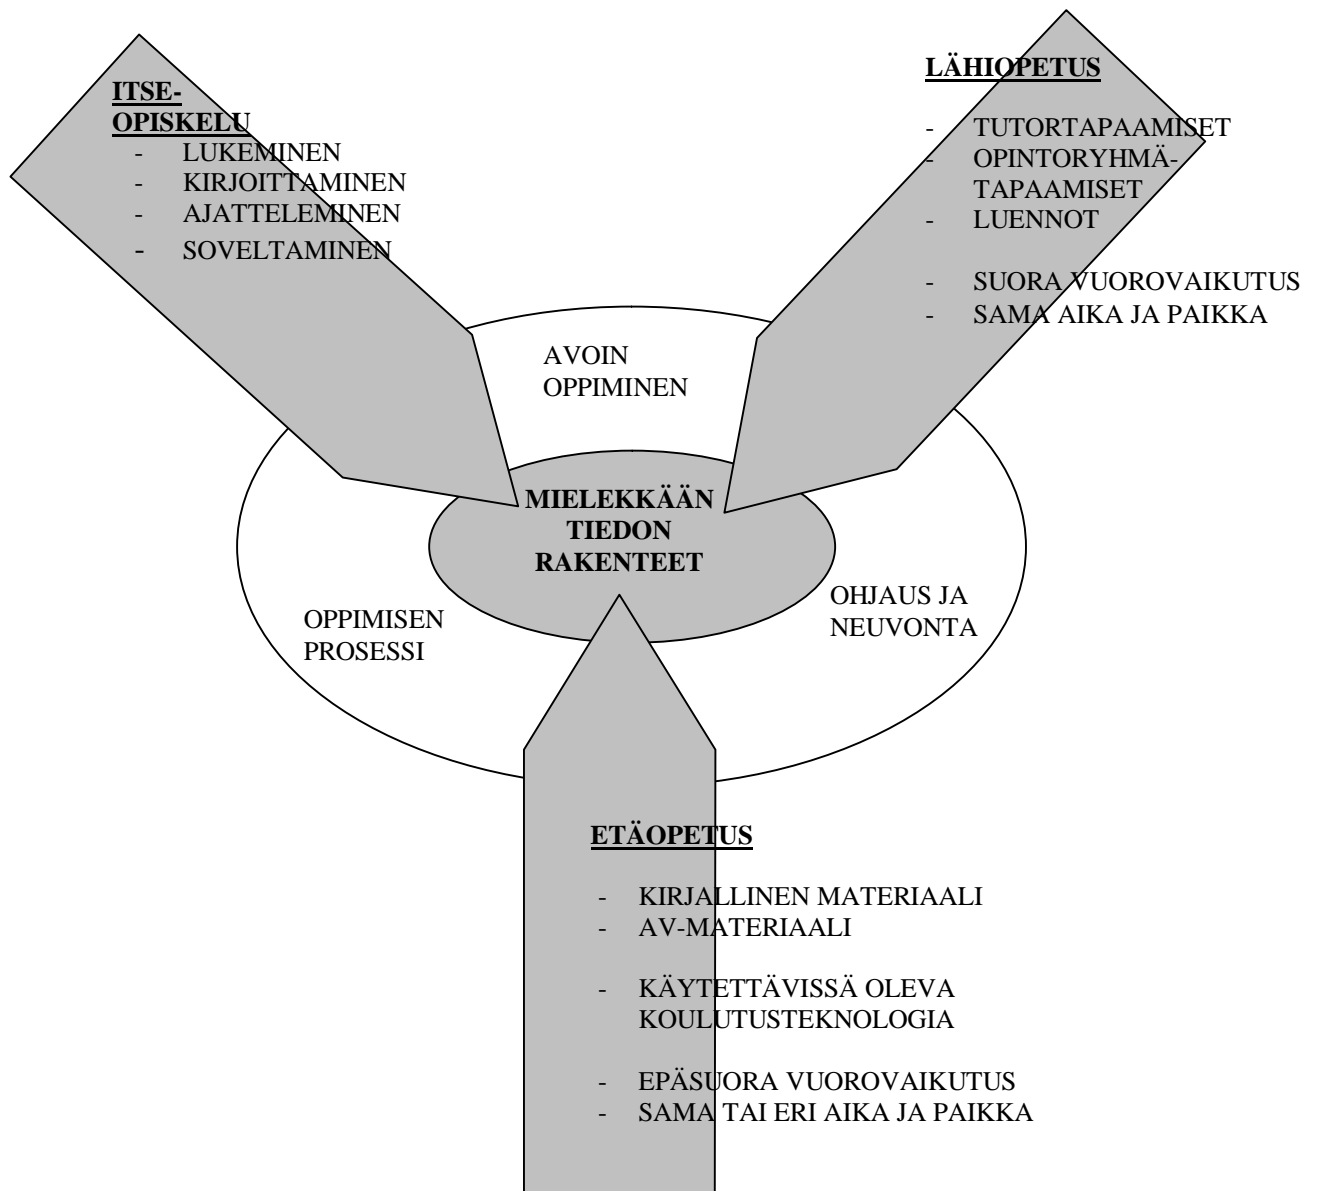 ITSE-
OPISKELU
- LUKEMINEN
- KIRJOITTAMINEN
- AJATTELEMINEN
- SOVELTAMINEN
LÄHIOPETUS
- TUTORTAPAAMISET
- OPINTORYHMÄ-
TAPAAMISET
- LUENNOT
- SUORA VUOROVAIKUTUS
- SAMA AIKA JA PAIKKA
AVOIN
OPPIMINEN
MIELEKKÄÄN
TIEDON
RAKENTEET
OPPIMISEN
PROSESSI
OHJAUS JA
NEUVONTA
ETÄOPETUS
- KIRJALLINEN MATERIAALI
- AV-MATERIAALI
- KÄYTETTÄVISSÄ OLEVA
KOULUTUSTEKNOLOGIA
- EPÄSUORA VUOROVAIKUTUS
- SAMA TAI ERI AIKA JA PAIKKA